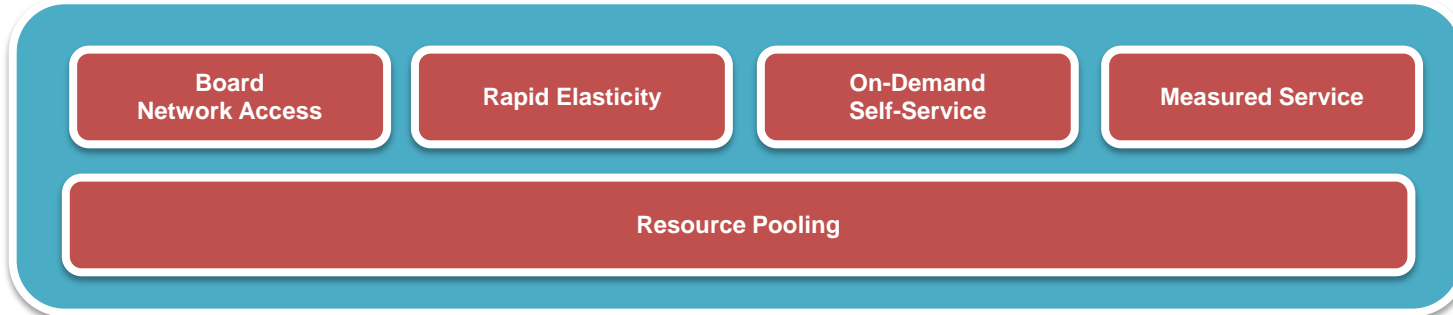 Board
Network Access
Rapid Elasticity
On-Demand
Self-Service
Measured Service
Resource Pooling